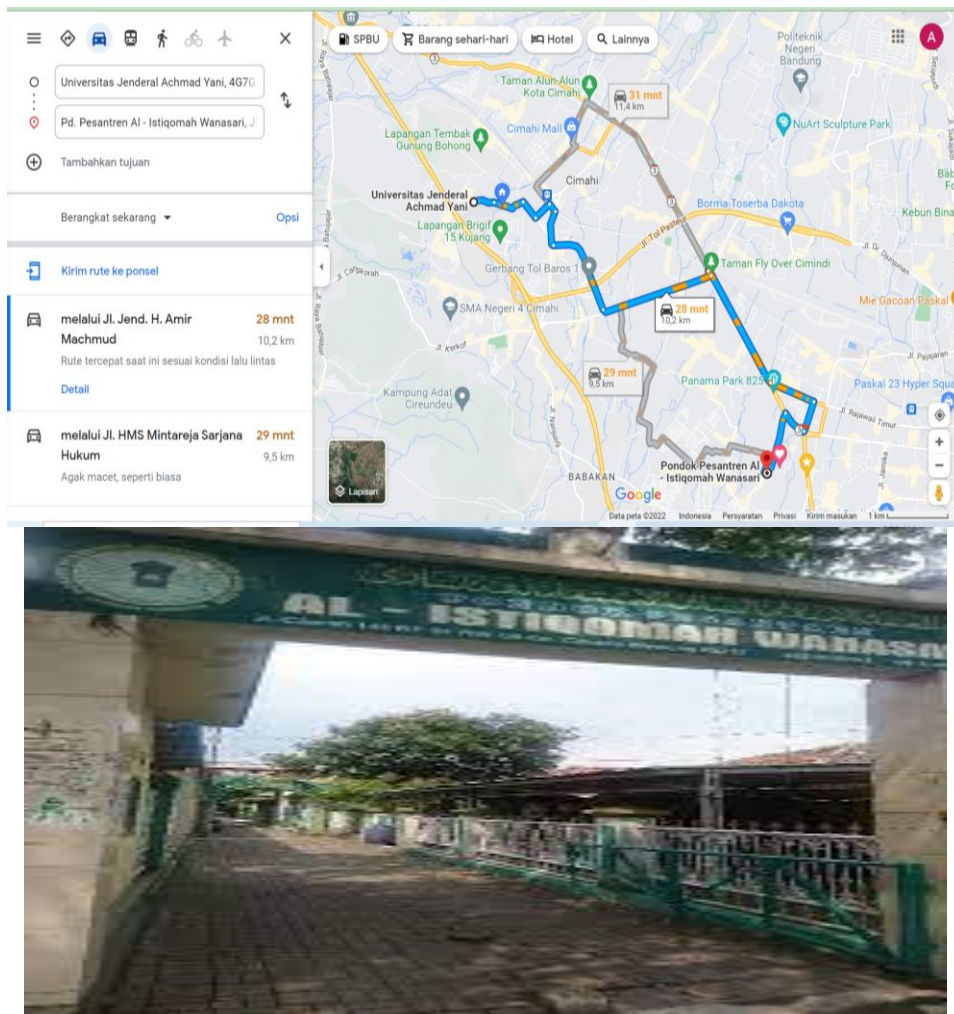 Universitas Jenderal Achmad Yani, 4G7G
Pd. Pesantren Al - Istiqomah Wanasari, J
Tambahkan tujuan
Berangkat sekarang
Opsi
Kirim rute ke ponsel
melalui Jl. Jend. H. Amir Machmud
28 mnt
10,2 km
Rute tercepat saat ini sesuai kondisi lalu lintas
Detail
melalui Jl. HMS Mintareja Sarjana Hukum
29 mnt
9,5 km
Agak macet, seperti biasa
SPBU
Barang sehari-hari
Hotel
Lainnya
A
Politeknik
Negeri
Bandung
Taman Alun-Alun
Kota Cimahi
31 mnt
11,4 km
NuArt Sculpture Park
Cimahi Mall
Lapangan Tembak
Gunung Bohong
Cimahi
Universitas Jenderal
Achmad Yani
Borma Toserba Dakota
Kebun Bina
Lapangan Brigif
15 Kujang
Jl. Tol Pasteur
Gerbang Tol Baros 1
Taman Fly Over Cimindi
Mie Gacoan Paskal
SMA Negeri 4 Cimahi
28 mnt
10,2 km
Jl. Kerkof
Jl. Pajajaran
29 mnt
9,5 km
Panama Park 825
Paskal 23 Hyper Squa
Kampung Adat
Cireundeu
Jl. Rajawali Timur
Jl. Nanjung
Jl. Jamika
Pondok Pesantren Al
- Istiqomah Wanasari
BABAKAN
Lapisan
Google
Data peta ©2022
Indonesia
Persyaratan
Privasi
Kirim masukan
1 km
AL - ISTIQOMAH WANASA